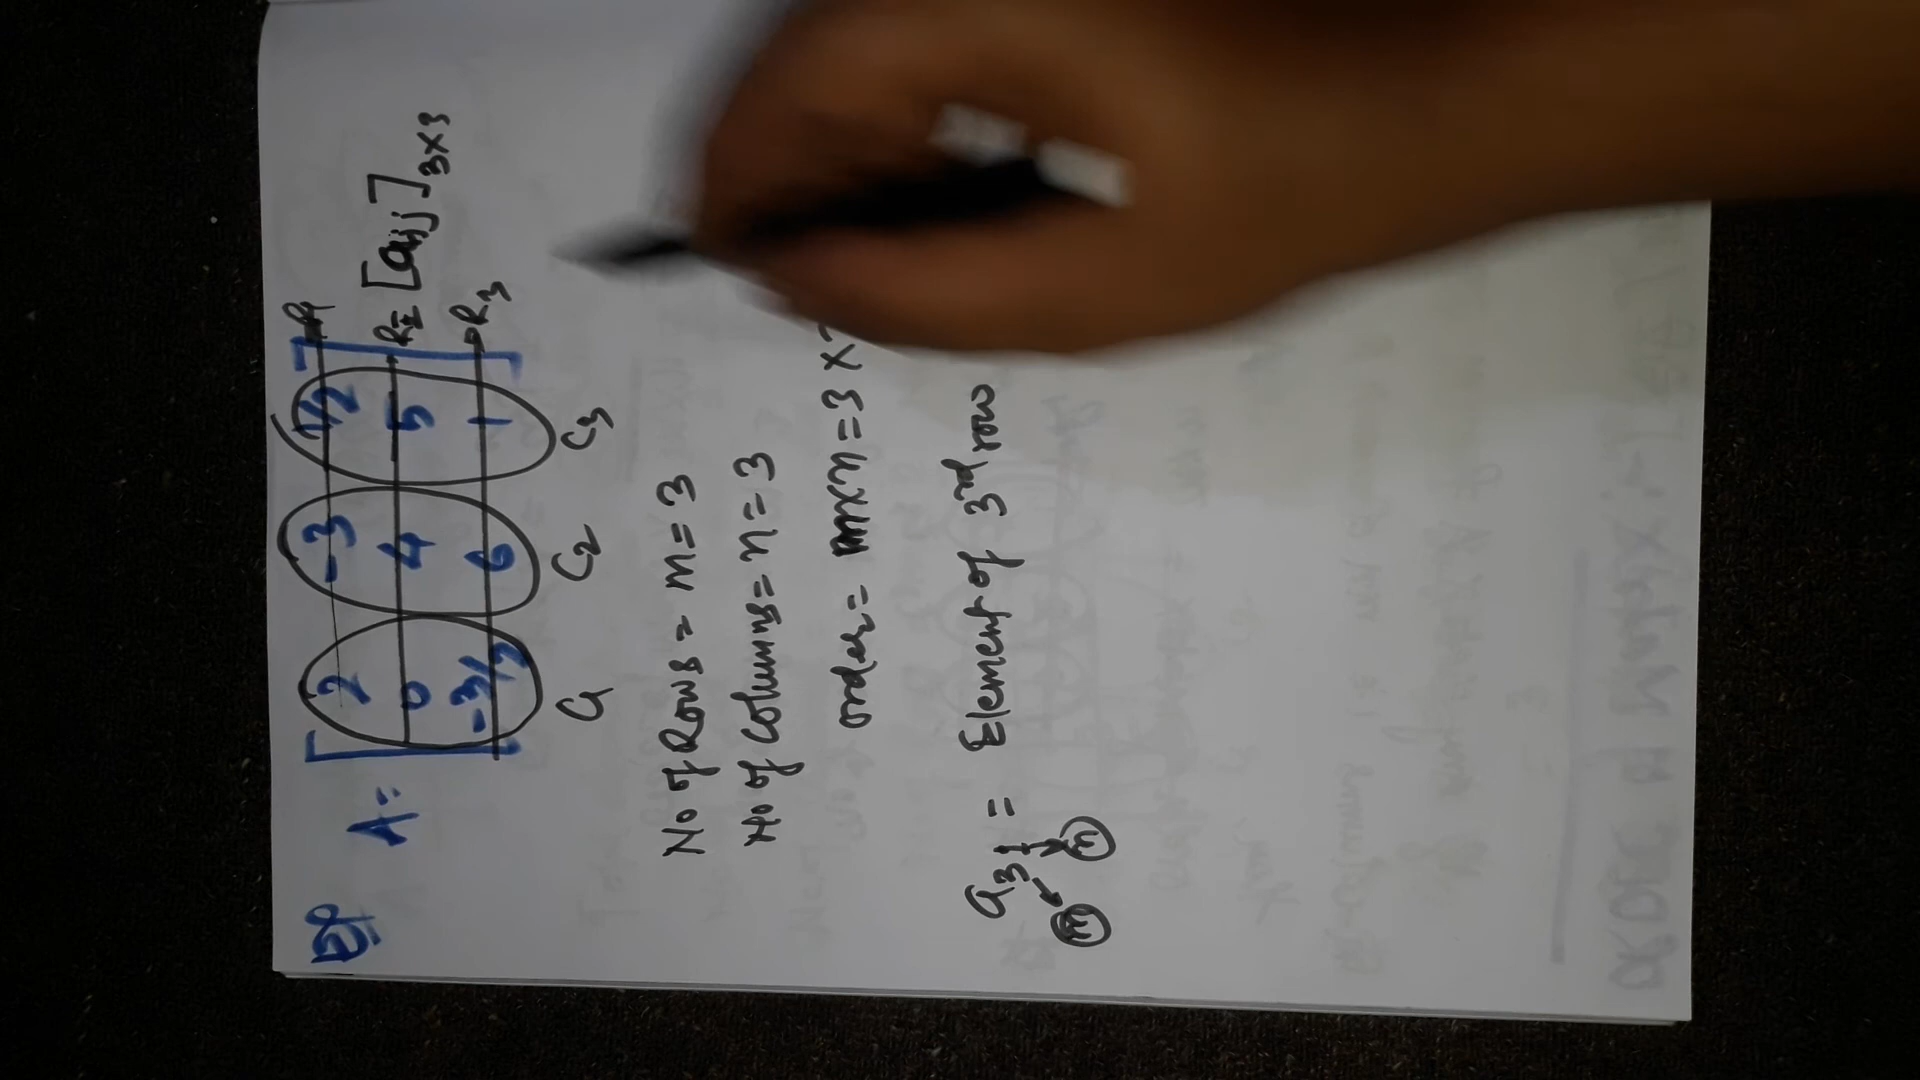 Exp A = [ 2 -3 1/2 ] R1
0 4 5 R2 = [aij]3×3
-3/2 6 1 R3
C1 C2 C3
No of Rows = m = 3
No of Columns = n = 3
order = m×n = 3×
a31 = Element of 3rd row
m n